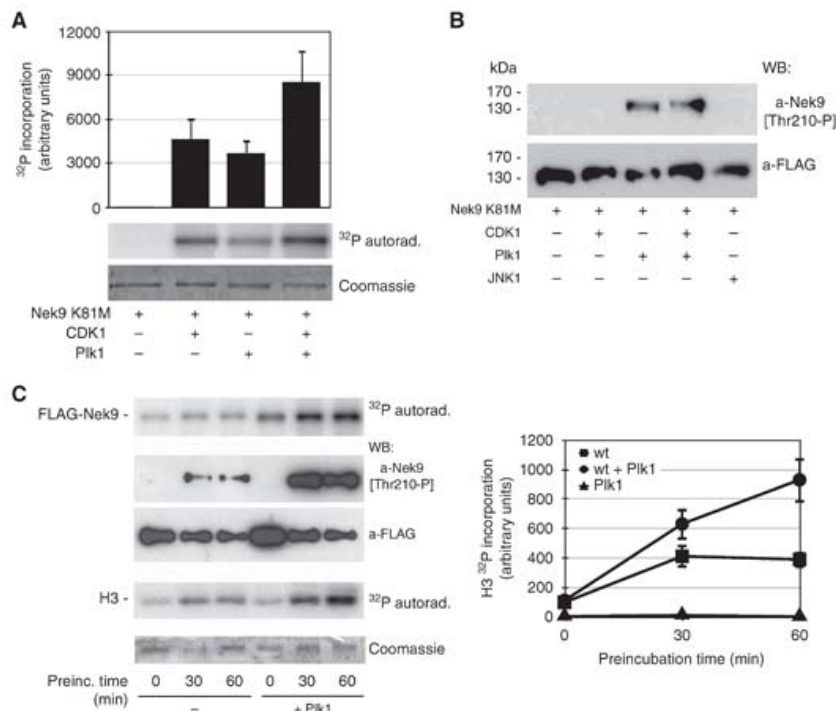 A
12000
9000
6000
3000
0
32P incorporation
(arbitrary units)
32P autorad.
Coomassie
Nek9 K81M + + + +
CDK1 – + – +
Plk1 – – + +
B
kDa
WB:
170 -
130 -
a-Nek9
[Thr210-P]
170 -
130 -
a-FLAG
Nek9 K81M + + + + +
CDK1 – + – + –
Plk1 – – + + –
JNK1 – – – – +
C
FLAG-Nek9 -
32P autorad.
WB:
a-Nek9
[Thr210-P]
a-FLAG
H3 -
32P autorad.
Coomassie
Preinc. time 0 30 60 0 30 60
(min)
– + Plk1
1200
1000
800
600
400
200
0
H3 32P incorporation
(arbitrary units)
wt
wt + Plk1
Plk1
0 30 60
Preincubation time (min)